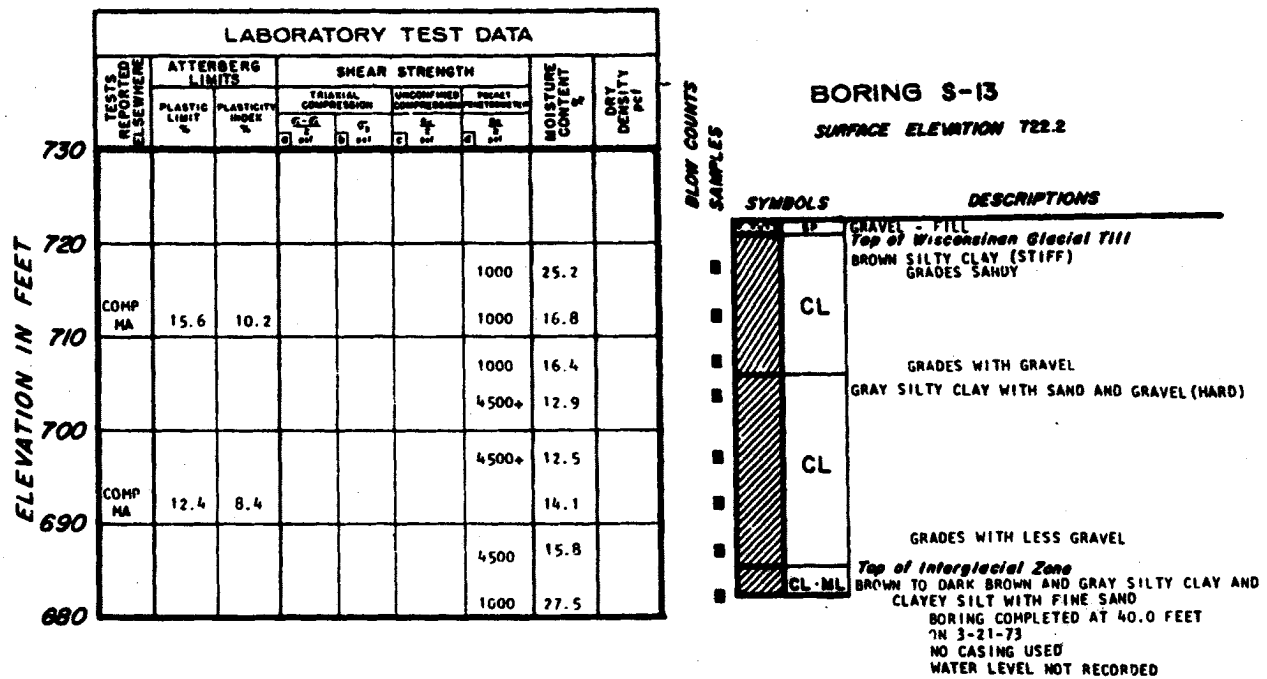 LABORATORY TEST DATA
TESTS REPORTED ELSEWHERE
ATTERBERG LIMITS
SHEAR STRENGTH
MOISTURE CONTENT %
DRY DENSITY pcf
PLASTIC LIMIT %
PLASTICITY INDEX %
TRIAXIAL COMPRESSION
UNCONFINED COMPRESSION
POCKET PENETROMETER
a psf
b psf
c psf
d psf
ELEVATION IN FEET
730
720
710
700
690
680
1000 25.2
COMP MA 15.6 10.2 1000 16.8
1000 16.4
4500+ 12.9
4500+ 12.5
COMP MA 12.4 8.4 14.1
4500 15.8
1000 27.5
BORING S-13
SURFACE ELEVATION 722.2
BLOW COUNTS
SAMPLES
SYMBOLS
DESCRIPTIONS
GRAVEL - FILL
Top of Wisconsinan Glacial Till
BROWN SILTY CLAY (STIFF)
GRADES SANDY
CL
GRADES WITH GRAVEL
GRAY SILTY CLAY WITH SAND AND GRAVEL (HARD)
CL
GRADES WITH LESS GRAVEL
Top of Interglacial Zone
CL-ML BROWN TO DARK BROWN AND GRAY SILTY CLAY AND
CLAYEY SILT WITH FINE SAND
BORING COMPLETED AT 40.0 FEET
ON 3-21-73
NO CASING USED
WATER LEVEL NOT RECORDED